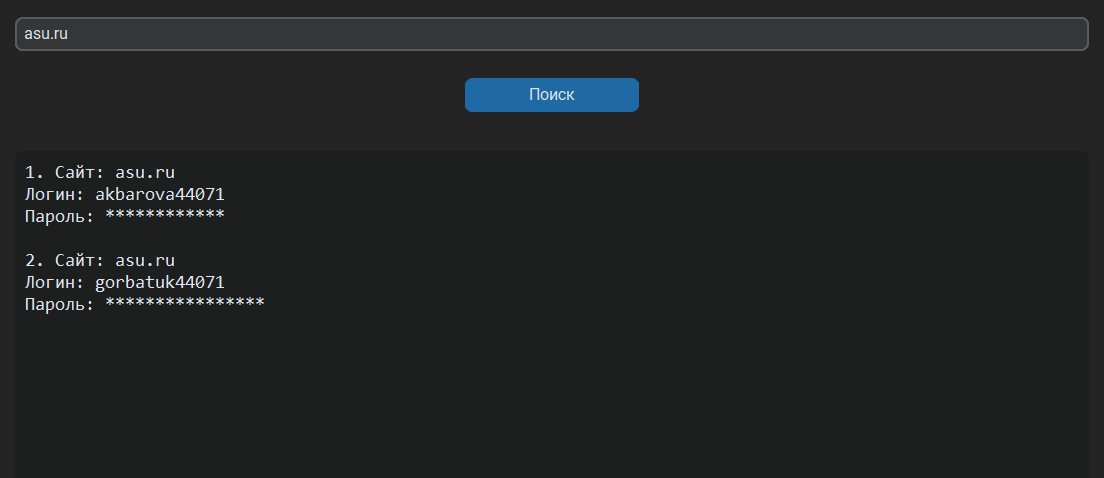 asu.ru
Поиск
1. Сайт: asu.ru
Логин: akbarova44071
Пароль: ************
2. Сайт: asu.ru
Логин: gorbatuk44071
Пароль: ****************